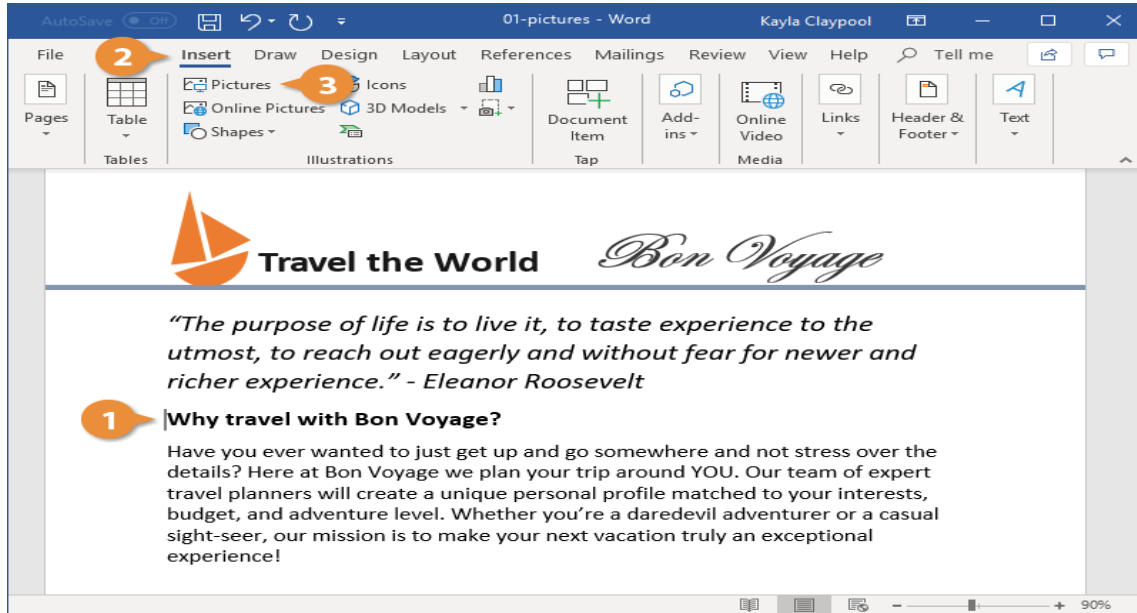 AutoSave Off 01-pictures - Word Kayla Claypool
File 2 Insert Draw Design Layout References Mailings Review View Help Tell me
Pages
Table
Tables
Pictures 3 Icons
Online Pictures 3D Models
Shapes
Illustrations
Document
Item
Tap
Add-
ins
Online
Video
Media
Links
Header &
Footer
Text
Travel the World Bon Voyage
“The purpose of life is to live it, to taste experience to the
utmost, to reach out eagerly and without fear for newer and
richer experience.” - Eleanor Roosevelt
1 Why travel with Bon Voyage?
Have you ever wanted to just get up and go somewhere and not stress over the
details? Here at Bon Voyage we plan your trip around YOU. Our team of expert
travel planners will create a unique personal profile matched to your interests,
budget, and adventure level. Whether you’re a daredevil adventurer or a casual
sight-seer, our mission is to make your next vacation truly an exceptional
experience!
90%